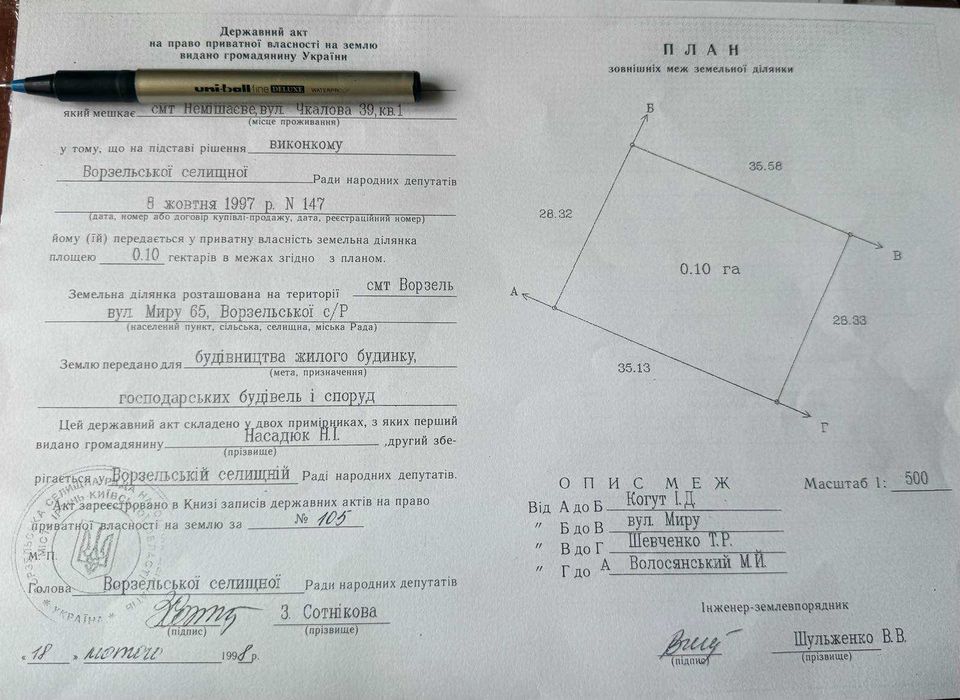 Державний акт
на право приватної власності на землю
видано громадянину України
uni-ball fine DELUXE WATERPROOF
який мешкає смт Немішаєве, вул. Чкалова 39, кв.1
(місце проживання)
у тому, що на підставі рішення виконкому
Ворзельської селищної Ради народних депутатів
8 жовтня 1997 р. N 147
(дата, номер або договір купівлі-продажу, дата, реєстраційний номер)
йому (їй) передається у приватну власність земельна ділянка
площею 0.10 гектарів в межах згідно з планом.
Земельна ділянка розташована на території смт Ворзель
вул. Миру 65, Ворзельської с/Р
(населений пункт, сільська, селищна, міська Рада)
Землю передано для будівництва жилого будинку,
(мета, призначення)
господарських будівель і споруд
Цей державний акт складено у двох примірниках, з яких перший
видано громадянину Насадюк Н.І. ,другий збе-
(прізвище)
рігається у Ворзельській селищній Раді народних депутатів.
Акт зареєстровано в Книзі записів державних актів на право
приватної власності на землю за № 105
М. П.
Голова Ворзельської селищної Ради народних депутатів
З. Сотнікова
(підпис) (прізвище)
« 18 » лютого 1998 р.
УКРАЇНА
ПЛАН
зовнішніх меж земельної ділянки
Б
35.58
28.32
В
0.10 га
А
28.33
35.13
Г
ОПИС МЕЖ Масштаб 1: 500
Від А до Б Когут І.Д
" Б до В вул. Миру
" В до Г Шевченко Т.Р.
" Г до А Волосянський М.Й.
Інженер-землевпорядник
Шульженко В.В.
(підпис) (прізвище)